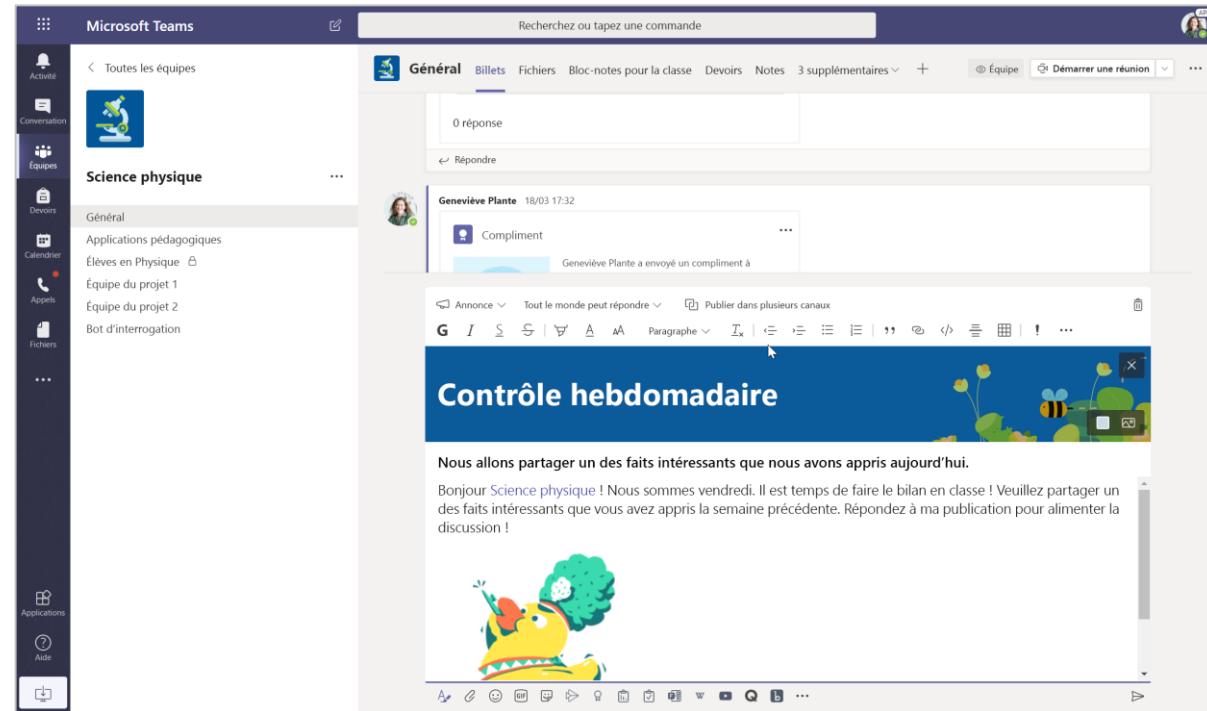 Microsoft Teams
Recherchez ou tapez une commande
Activité
Conversation
Équipes
Devoirs
Calendrier
Appels
Fichiers
Applications
Aide
Toutes les équipes
Science physique
Général
Applications pédagogiques
Élèves en Physique
Équipe du projet 1
Équipe du projet 2
Bot d'interrogation
Général Billets Fichiers Bloc-notes pour la classe Devoirs Notes 3 supplémentaires
Équipe Démarrer une réunion
0 réponse
Répondre
Geneviève Plante 18/03 17:32
Compliment
Geneviève Plante a envoyé un compliment à
Annonce Tout le monde peut répondre Publier dans plusieurs canaux
G I S S A AA Paragraphe Tx
Contrôle hebdomadaire
Nous allons partager un des faits intéressants que nous avons appris aujourd'hui.
Bonjour Science physique ! Nous sommes vendredi. Il est temps de faire le bilan en classe ! Veuillez partager un
des faits intéressants que vous avez appris la semaine précédente. Répondez à ma publication pour alimenter la
discussion !
GIF